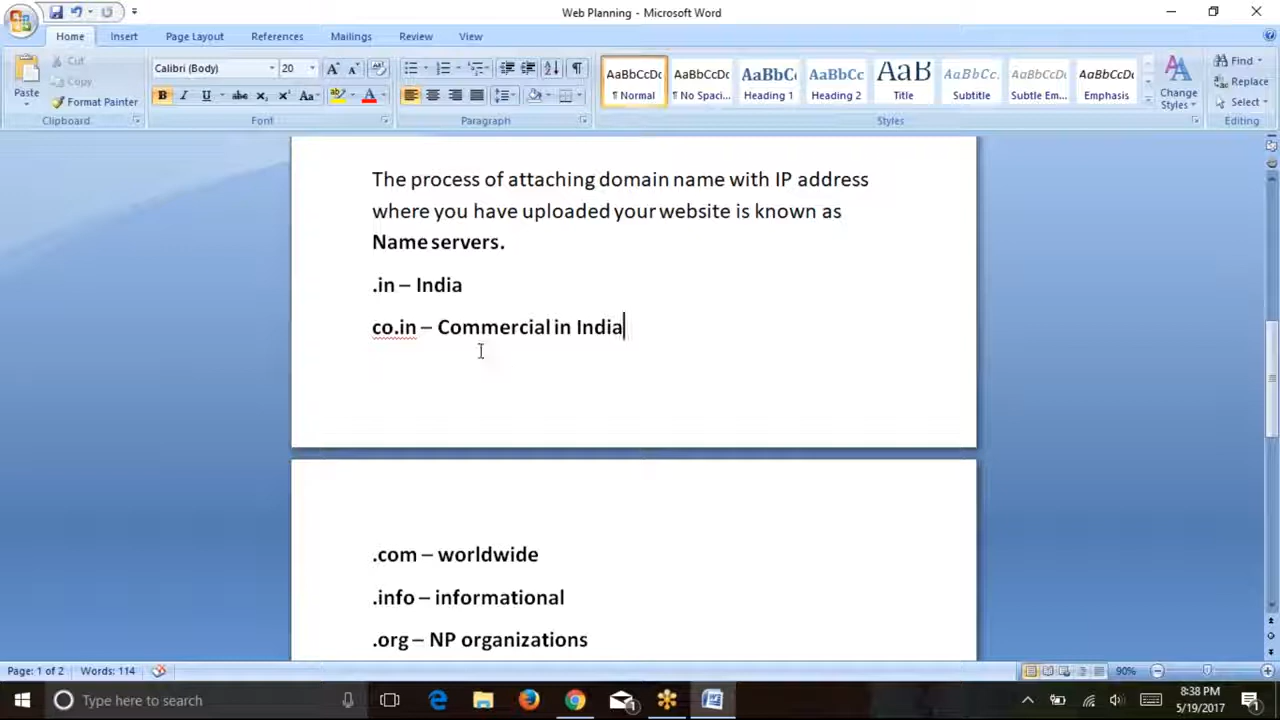 Web Planning - Microsoft Word
Home Insert Page Layout References Mailings Review View
Paste
Cut
Copy
Format Painter
Clipboard
Calibri (Body) 20
B I U abc x₂ x² Aa
Font
Paragraph
AaBbCcDc AaBbCcDc AaBbC AaBbCc AaB AaBbCc. AaBbCcDc AaBbCcDc
¶ Normal ¶ No Spaci... Heading 1 Heading 2 Title Subtitle Subtle Em... Emphasis
Change Styles
Styles
Find
Replace
Select
Editing
The process of attaching domain name with IP address
where you have uploaded your website is known as
Name servers.
.in – India
co.in – Commercial in India
.com – worldwide
.info – informational
.org – NP organizations
Page: 1 of 2 Words: 114 90%
Type here to search
8:38 PM
5/19/2017